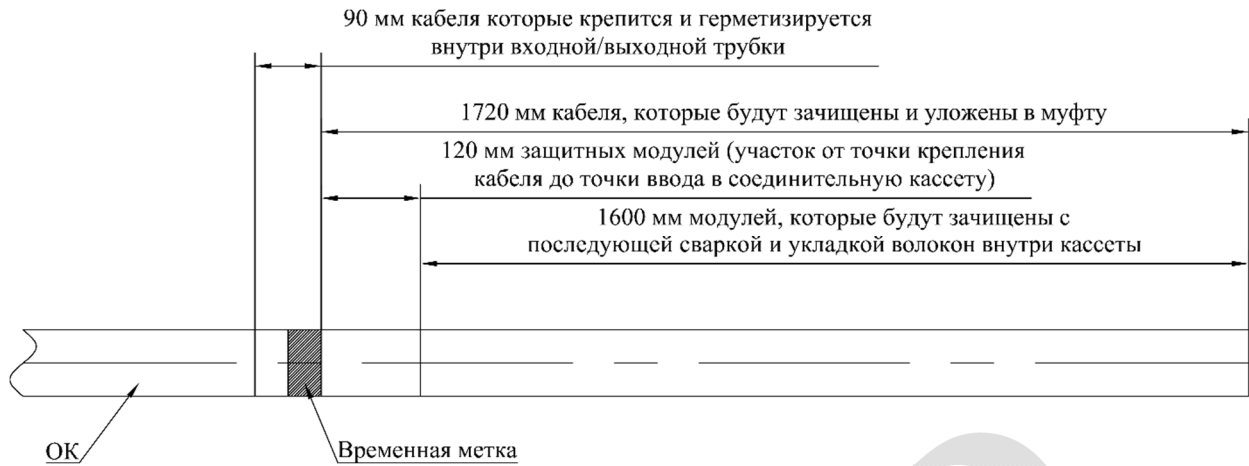 90 мм кабеля которые крепится и герметизируется
внутри входной/выходной трубки
1720 мм кабеля, которые будут зачищены и уложены в муфту
120 мм защитных модулей (участок от точки крепления
кабеля до точки ввода в соединительную кассету)
1600 мм модулей, которые будут зачищены с
последующей сваркой и укладкой волокон внутри кассеты
ОК
Временная метка